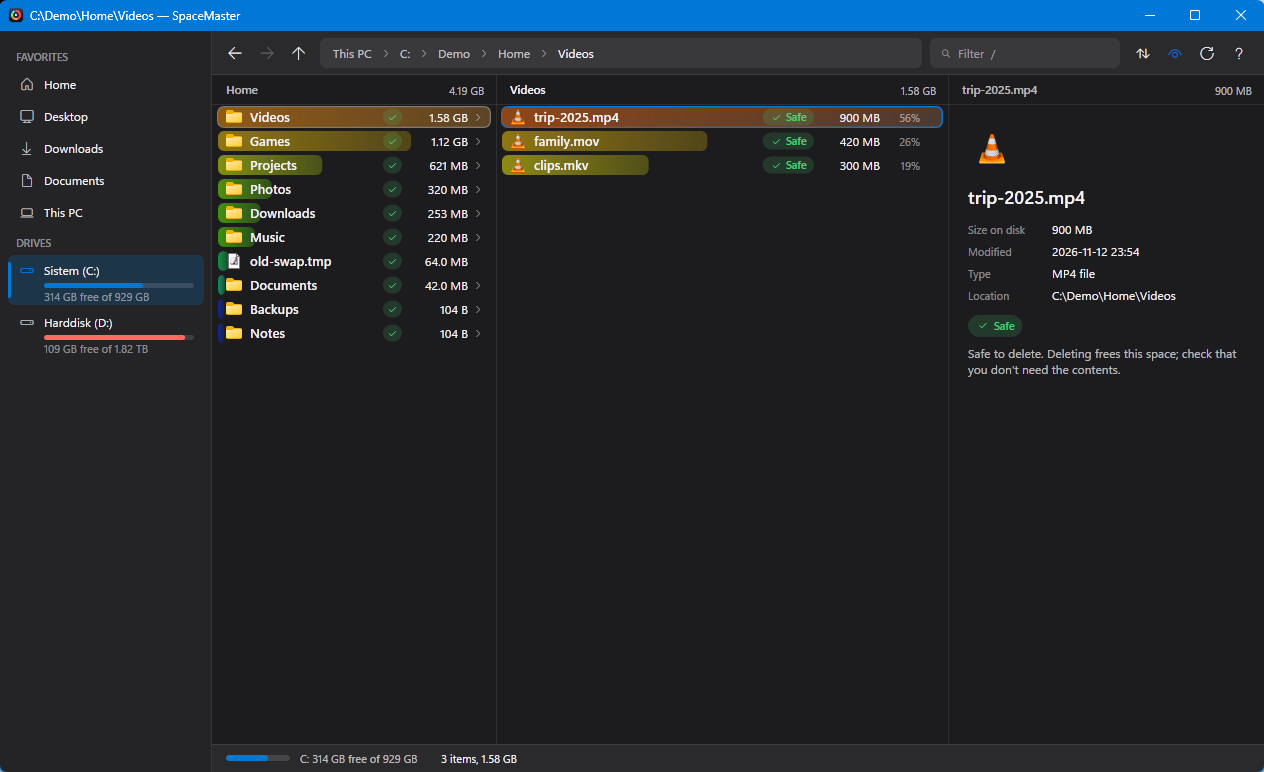 C:\Demo\Home\Videos — SpaceMaster
FAVORITES
Home
Desktop
Downloads
Documents
This PC
DRIVES
Sistem (C:)
314 GB free of 929 GB
Harddisk (D:)
109 GB free of 1.82 TB
This PC > C: > Demo > Home > Videos
Filter /
?
Home 4.19 GB
Videos 1.58 GB
Games 1.12 GB
Projects 621 MB
Photos 320 MB
Downloads 253 MB
Music 220 MB
old-swap.tmp 64.0 MB
Documents 42.0 MB
Backups 104 B
Notes 104 B
Videos 1.58 GB
trip-2025.mp4 Safe 900 MB 56%
family.mov Safe 420 MB 26%
clips.mkv Safe 300 MB 19%
trip-2025.mp4 900 MB
trip-2025.mp4
Size on disk 900 MB
Modified 2026-11-12 23:54
Type MP4 file
Location C:\Demo\Home\Videos
Safe
Safe to delete. Deleting frees this space; check that
you don't need the contents.
C: 314 GB free of 929 GB 3 items, 1.58 GB